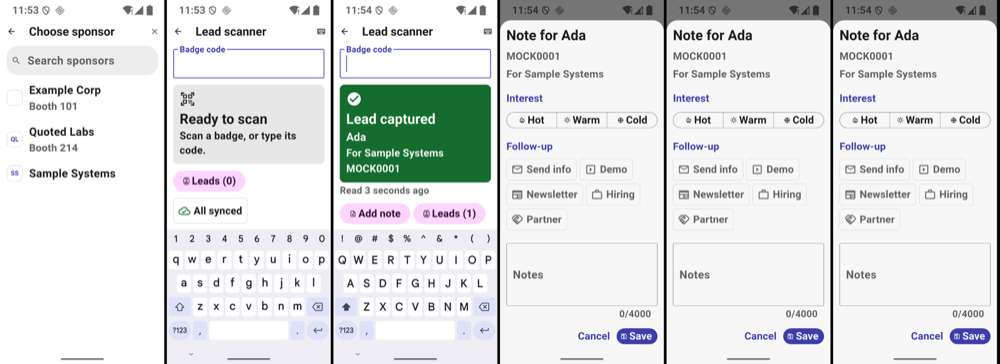 11:53
Choose sponsor
Search sponsors
Example Corp
Booth 101
QL
Quoted Labs
Booth 214
SS
Sample Systems
11:53
Lead scanner
Badge code
Ready to scan
Scan a badge, or type its
code.
Leads (0)
All synced
1 2 3 4 5 6 7 8 9 0
q w e r t y u i o p
a s d f g h j k l
z x c v b n m
?123 , .
11:54
Lead scanner
Badge code
Lead captured
Ada
For Sample Systems
MOCK0001
Read 3 seconds ago
Add note
Leads (1)
! @ # $ % ^ & * ( )
Q W E R T Y U I O P
A S D F G H J K L
Z X C V B N M
?123 , .
11:54
Note for Ada
MOCK0001
For Sample Systems
Interest
Hot Warm Cold
Follow-up
Send info Demo
Newsletter Hiring
Partner
Notes
0/4000
Cancel Save
11:54
Note for Ada
MOCK0001
For Sample Systems
Interest
Hot Warm Cold
Follow-up
Send info Demo
Newsletter Hiring
Partner
Notes
0/4000
Cancel Save
11:54
Note for Ada
MOCK0001
For Sample Systems
Interest
Hot Warm Cold
Follow-up
Send info Demo
Newsletter Hiring
Partner
Notes
0/4000
Cancel Save